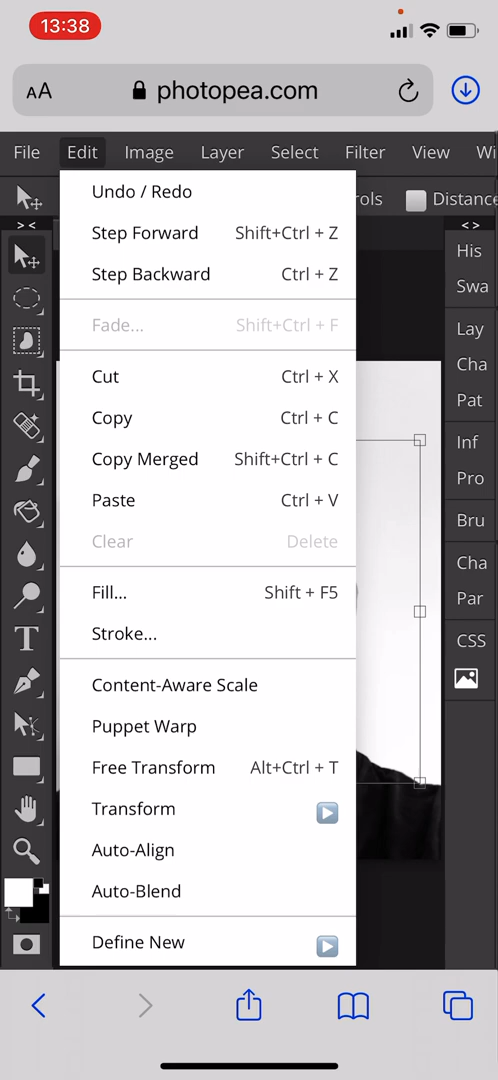 13:38
AA photopea.com
File Edit Image Layer Select Filter View Wi
rols Distance
> <
< >
Undo / Redo
Step Forward Shift+Ctrl + Z
Step Backward Ctrl + Z
Fade... Shift+Ctrl + F
Cut Ctrl + X
Copy Ctrl + C
Copy Merged Shift+Ctrl + C
Paste Ctrl + V
Clear Delete
Fill... Shift + F5
Stroke...
Content-Aware Scale
Puppet Warp
Free Transform Alt+Ctrl + T
Transform
Auto-Align
Auto-Blend
Define New
His
Swa
Lay
Cha
Pat
Inf
Pro
Bru
Cha
Par
CSS